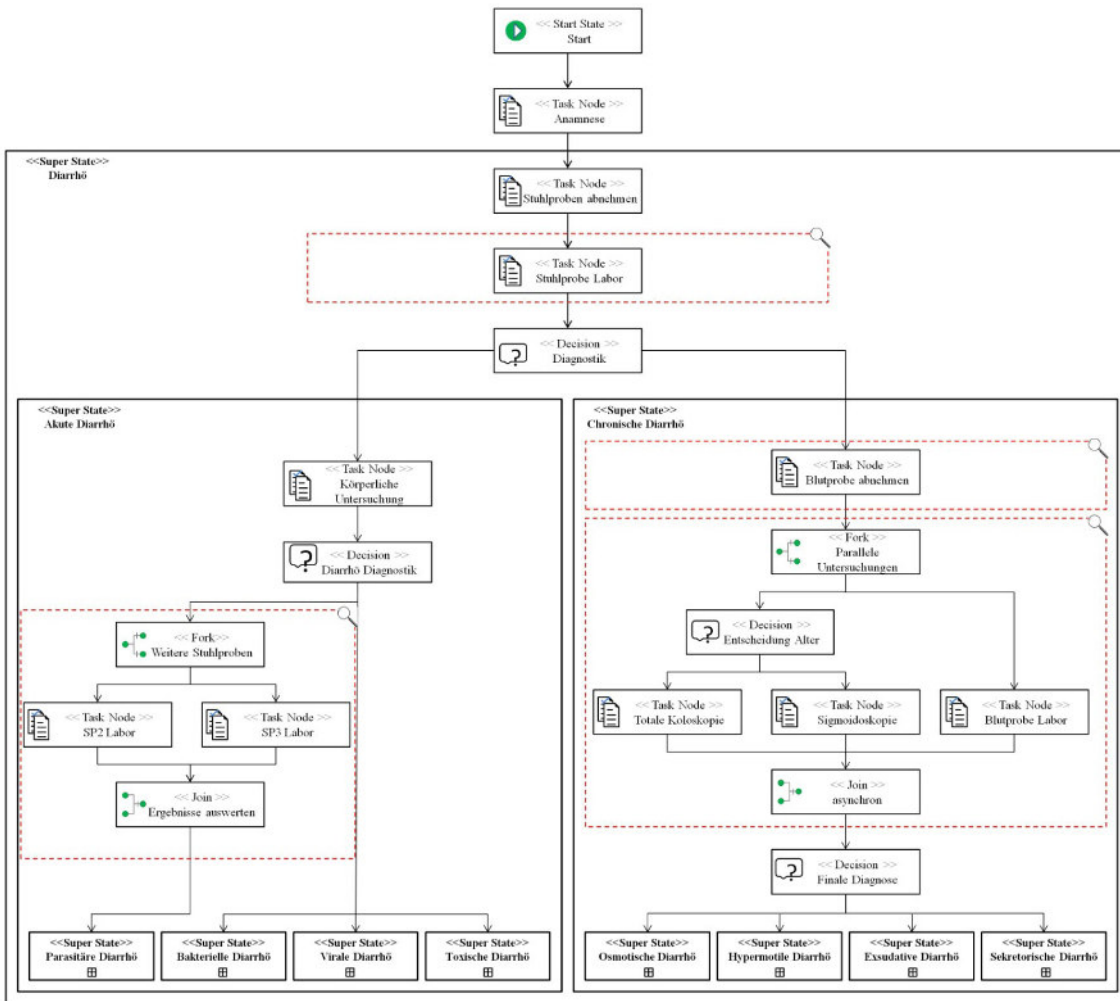 << Start State >>
Start
<< Task Node >>
Anamnese
<<Super State>>
Diarrhö
<< Task Node >>
Stuhlproben abnehmen
<< Task Node >>
Stuhlprobe Labor
<< Decision >>
Diagnostik
<<Super State>>
Akute Diarrhö
<< Task Node >>
Körperliche
Untersuchung
<< Decision >>
Diarrhö Diagnostik
<< Fork>>
Weitere Stuhlproben
<< Task Node >>
SP2 Labor
<< Task Node >>
SP3 Labor
<< Join >>
Ergebnisse auswerten
<<Super State>>
Parasitäre Diarrhö
<<Super State>>
Bakterielle Diarrhö
<<Super State>>
Virale Diarrhö
<<Super State>>
Toxische Diarrhö
<<Super State>>
Chronische Diarrhö
<< Task Node >>
Blutprobe abnehmen
<< Fork >>
Parallele
Untersuchungen
<< Decision >>
Entscheidung Alter
<< Task Node >>
Totale Koloskopie
<< Task Node >>
Sigmoidoskopie
<< Task Node >>
Blutprobe Labor
<< Join >>
asynchron
<< Decision >>
Finale Diagnose
<<Super State>>
Osmotische Diarrhö
<<Super State>>
Hypermotile Diarrhö
<<Super State>>
Exsudative Diarrhö
<<Super State>>
Sekretorische Diarrhö